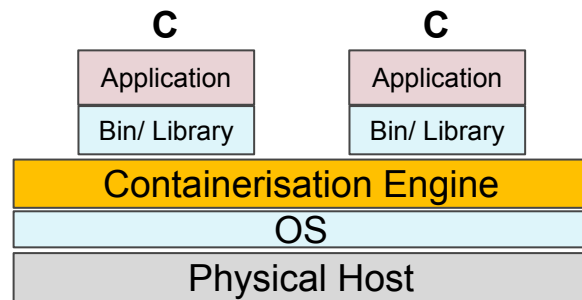 C C
Application Application
Bin/ Library Bin/ Library
Containerisation Engine
OS
Physical Host